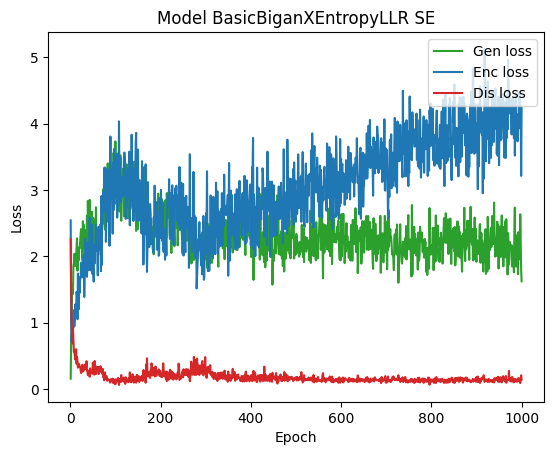 Model BasicBiganXEntropyLLR SE
Gen loss
Enc loss
Dis loss
5
4
3
2
1
0
Loss
0 200 400 600 800 1000
Epoch